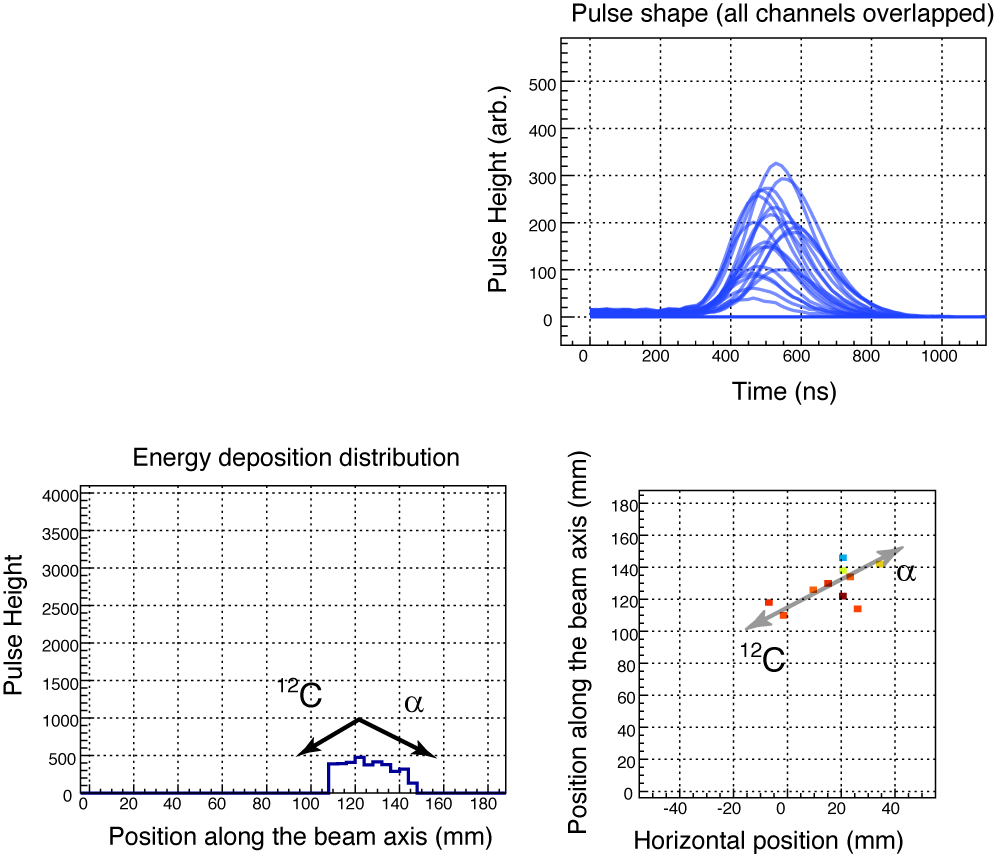 Pulse shape (all channels overlapped)
Pulse Height (arb.)
500
400
300
200
100
0
0 200 400 600 800 1000
Time (ns)
Energy deposition distribution
Pulse Height
4000
3500
3000
2500
2000
1500
1000
500
0
¹²C
α
0 20 40 60 80 100 120 140 160 180
Position along the beam axis (mm)
Position along the beam axis (mm)
180
160
140
120
100
80
60
40
20
0
α
¹²C
-40 -20 0 20 40
Horizontal position (mm)